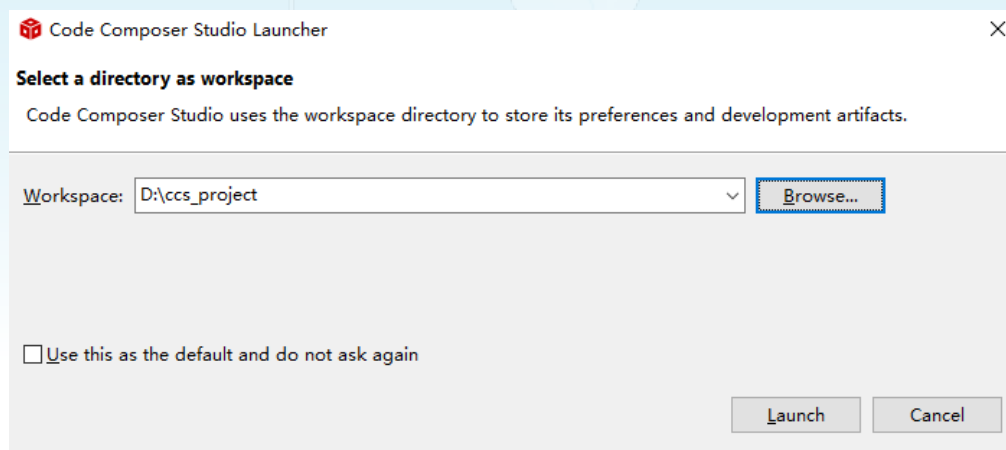 Code Composer Studio Launcher
Select a directory as workspace
Code Composer Studio uses the workspace directory to store its preferences and development artifacts.
Workspace: D:\ccs_project Browse...
Use this as the default and do not ask again
Launch Cancel